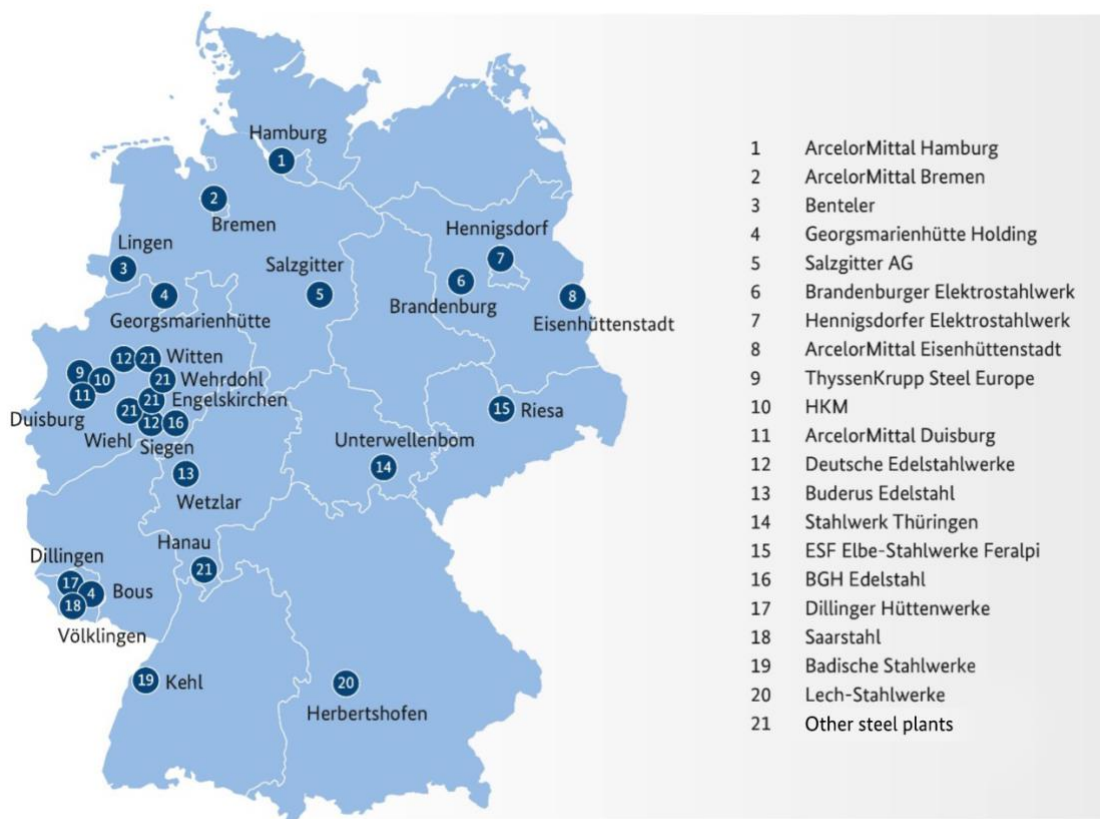 Hamburg
1
2
Bremen
Lingen
3
Hennigsdorf
7
Salzgitter
5
6
Brandenburg
8
Eisenhüttenstadt
4
Georgsmarienhütte
12 21 Witten
9 10 21 Wehrdohl
11 21 21 Engelskirchen
Duisburg
12 16
Wiehl
Siegen
15 Riesa
Unterwellenbom
14
13
Wetzlar
Hanau
21
Dillingen
17
4 Bous
18
Völklingen
19 Kehl
20
Herbertshofen
1 ArcelorMittal Hamburg
2 ArcelorMittal Bremen
3 Benteler
4 Georgsmarienhütte Holding
5 Salzgitter AG
6 Brandenburger Elektrostahlwerk
7 Hennigsdorfer Elektrostahlwerk
8 ArcelorMittal Eisenhüttenstadt
9 ThyssenKrupp Steel Europe
10 HKM
11 ArcelorMittal Duisburg
12 Deutsche Edelstahlwerke
13 Buderus Edelstahl
14 Stahlwerk Thüringen
15 ESF Elbe-Stahlwerke Feralpi
16 BGH Edelstahl
17 Dillinger Hüttenwerke
18 Saarstahl
19 Badische Stahlwerke
20 Lech-Stahlwerke
21 Other steel plants